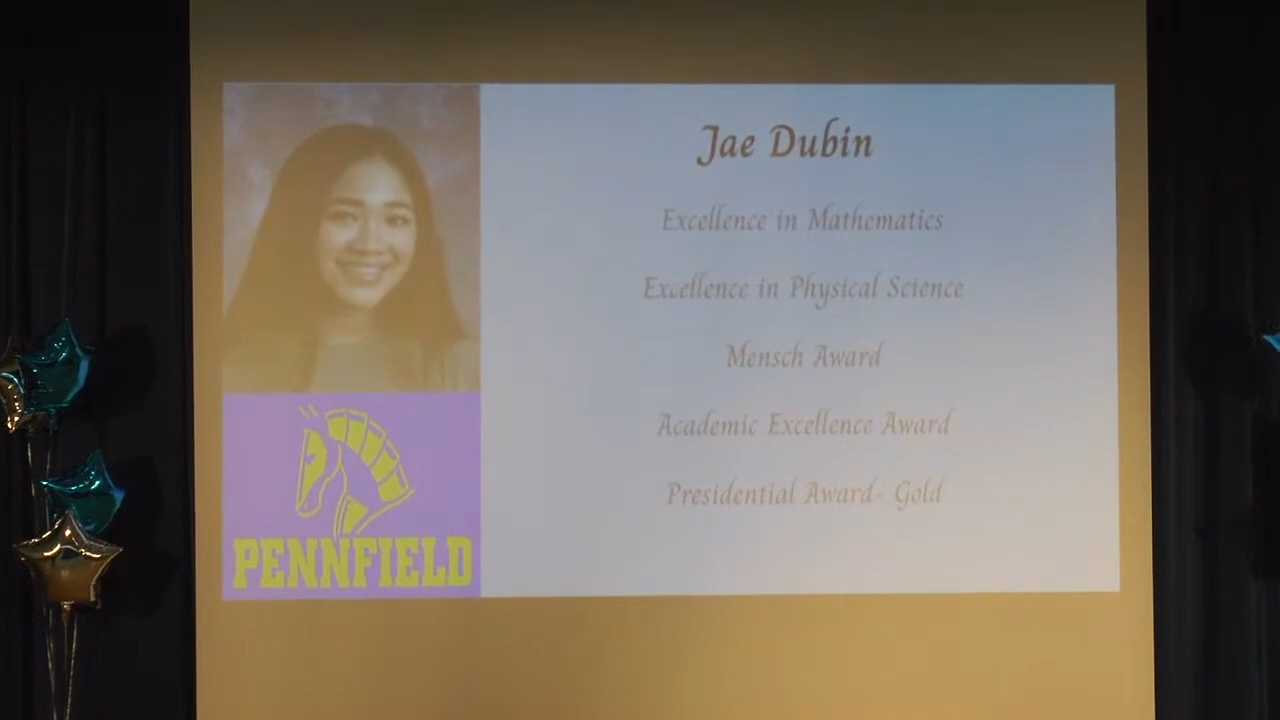 Jae Dubin
Excellence in Mathematics
Excellence in Physical Science
Mensch Award
Academic Excellence Award
Presidential Award- Gold
PENNFIELD